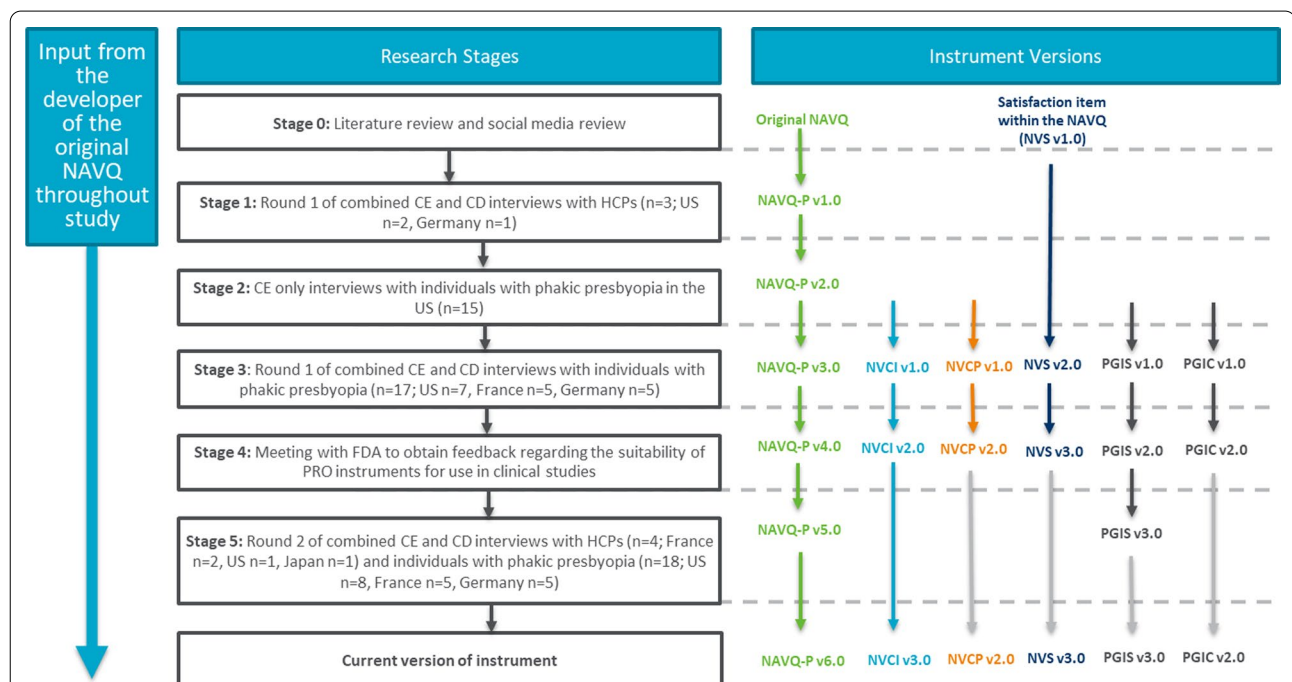 Input from
the
developer
of the
original
NAVQ
throughout
study
Research Stages
Stage 0: Literature review and social media review
Stage 1: Round 1 of combined CE and CD interviews with HCPs (n=3; US
n=2, Germany n=1)
Stage 2: CE only interviews with individuals with phakic presbyopia in the
US (n=15)
Stage 3: Round 1 of combined CE and CD interviews with individuals with
phakic presbyopia (n=17; US n=7, France n=5, Germany n=5)
Stage 4: Meeting with FDA to obtain feedback regarding the suitability of
PRO instruments for use in clinical studies
Stage 5: Round 2 of combined CE and CD interviews with HCPs (n=4; France
n=2, US n=1, Japan n=1) and individuals with phakic presbyopia (n=18; US
n=8, France n=5, Germany n=5)
Current version of instrument
Instrument Versions
Original NAVQ
Satisfaction item
within the NAVQ
(NVS v1.0)
NAVQ-P v1.0
NAVQ-P v2.0
NAVQ-P v3.0 NVCI v1.0 NVCP v1.0 NVS v2.0 PGIS v1.0 PGIC v1.0
NAVQ-P v4.0 NVCI v2.0 NVCP v2.0 NVS v3.0 PGIS v2.0 PGIC v2.0
NAVQ-P v5.0 PGIS v3.0
NAVQ-P v6.0 NVCI v3.0 NVCP v2.0 NVS v3.0 PGIS v3.0 PGIC v2.0